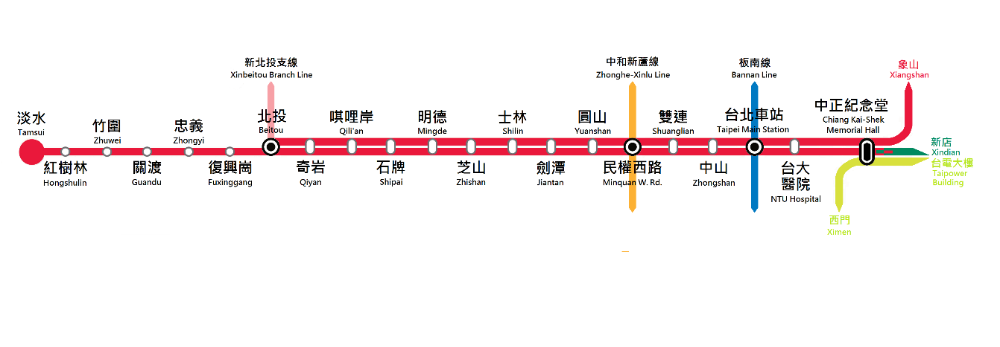 新北投支線
Xinbeitou Branch Line
中和新蘆線
Zhonghe-Xinlu Line
板南線
Bannan Line
象山
Xiangshan
淡水
Tamsui
紅樹林
Hongshulin
竹圍
Zhuwei
關渡
Guandu
忠義
Zhongyi
復興崗
Fuxinggang
北投
Beitou
奇岩
Qiyan
唭哩岸
Qili'an
石牌
Shipai
明德
Mingde
芝山
Zhishan
士林
Shilin
劍潭
Jiantan
圓山
Yuanshan
民權西路
Minquan W. Rd.
雙連
Shuanglian
中山
Zhongshan
台北車站
Taipei Main Station
台大
醫院
NTU Hospital
中正紀念堂
Chiang Kai-Shek
Memorial Hall
新店
Xindian
台電大樓
Taipower
Building
西門
Ximen